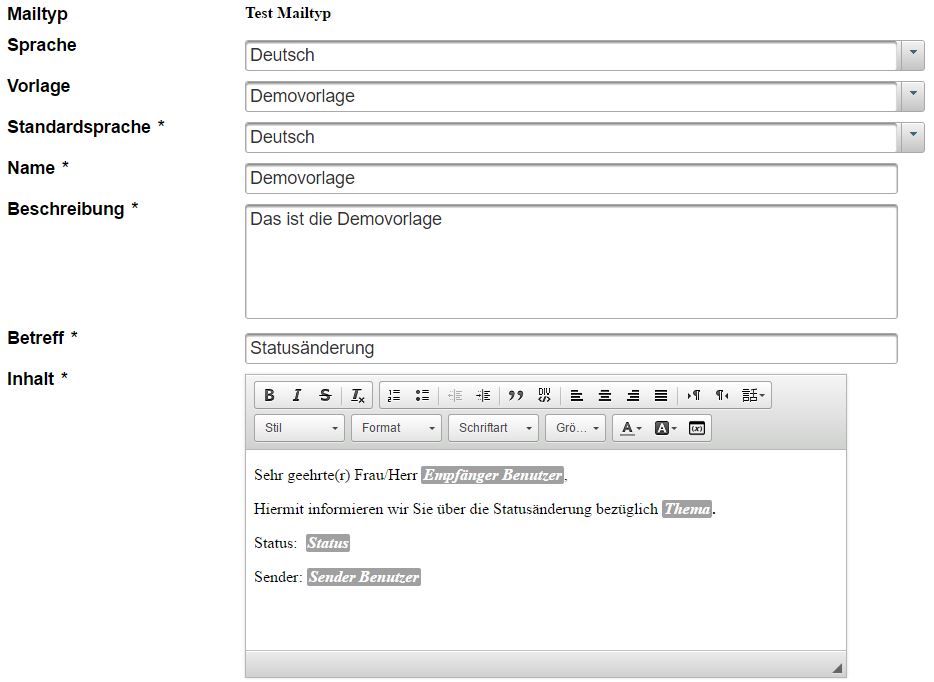 Mailtyp Test Mailtyp
Sprache Deutsch
Vorlage Demovorlage
Standardsprache * Deutsch
Name * Demovorlage
Beschreibung * Das ist die Demovorlage
Betreff * Statusänderung
Inhalt *
B I S Tx DIV
Stil Format Schriftart Grö... A A (x)
Sehr geehrte(r) Frau/Herr Empfänger Benutzer,
Hiermit informieren wir Sie über die Statusänderung bezüglich Thema.
Status: Status
Sender: Sender Benutzer